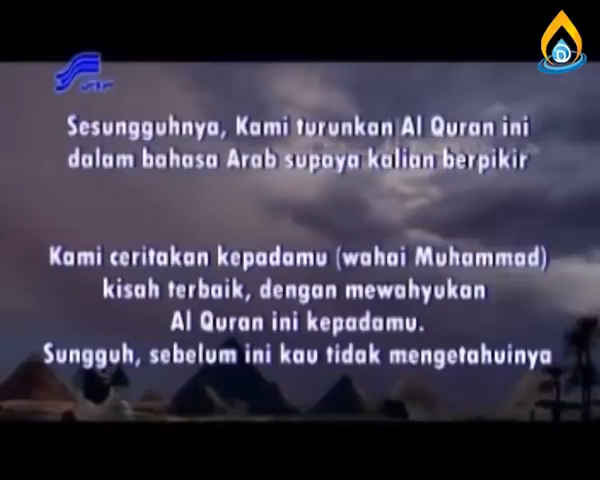 Sesungguhnya, Kami turunkan Al Quran ini
dalam bahasa Arab supaya kalian berpikir
Kami ceritakan kepadamu (wahai Muhammad)
kisah terbaik, dengan mewahyukan
Al Quran ini kepadamu.
Sungguh, sebelum ini kau tidak mengetahuinya